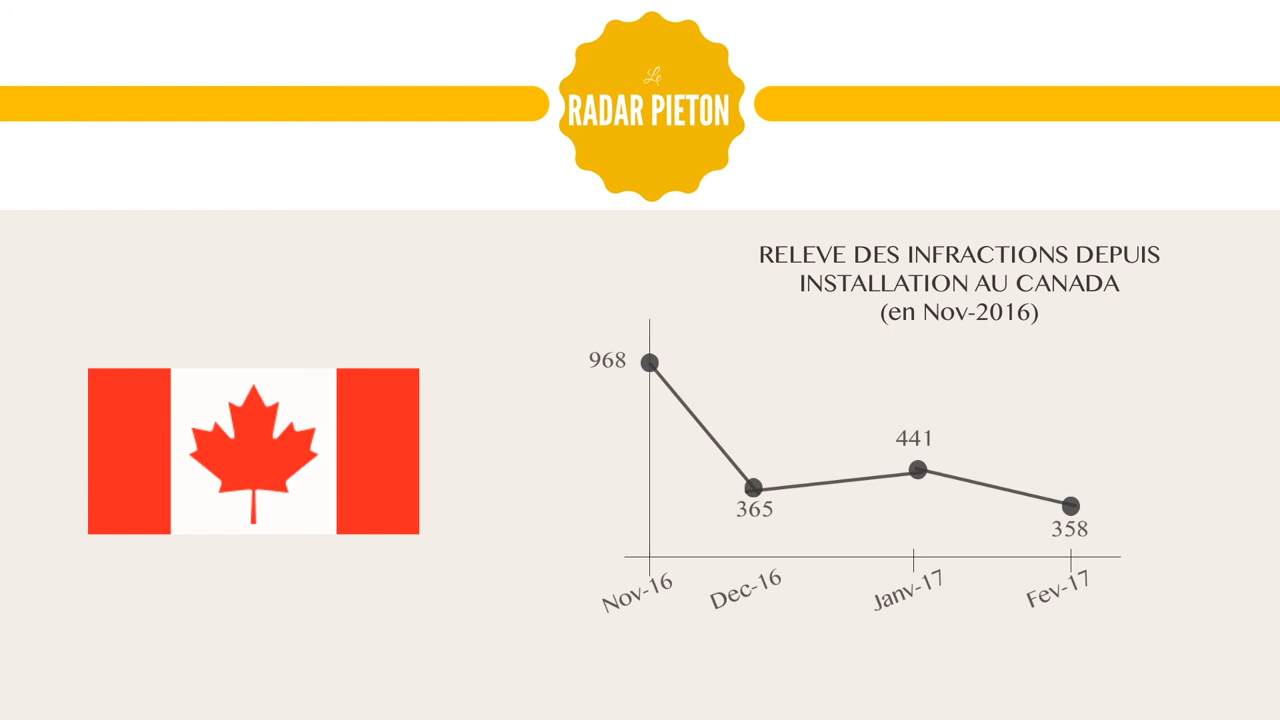 Le
RADAR PIETON
RELEVE DES INFRACTIONS DEPUIS
INSTALLATION AU CANADA
(en Nov-2016)
968
441
365
358
Nov-16
Dec-16
Janv-17
Fev-17